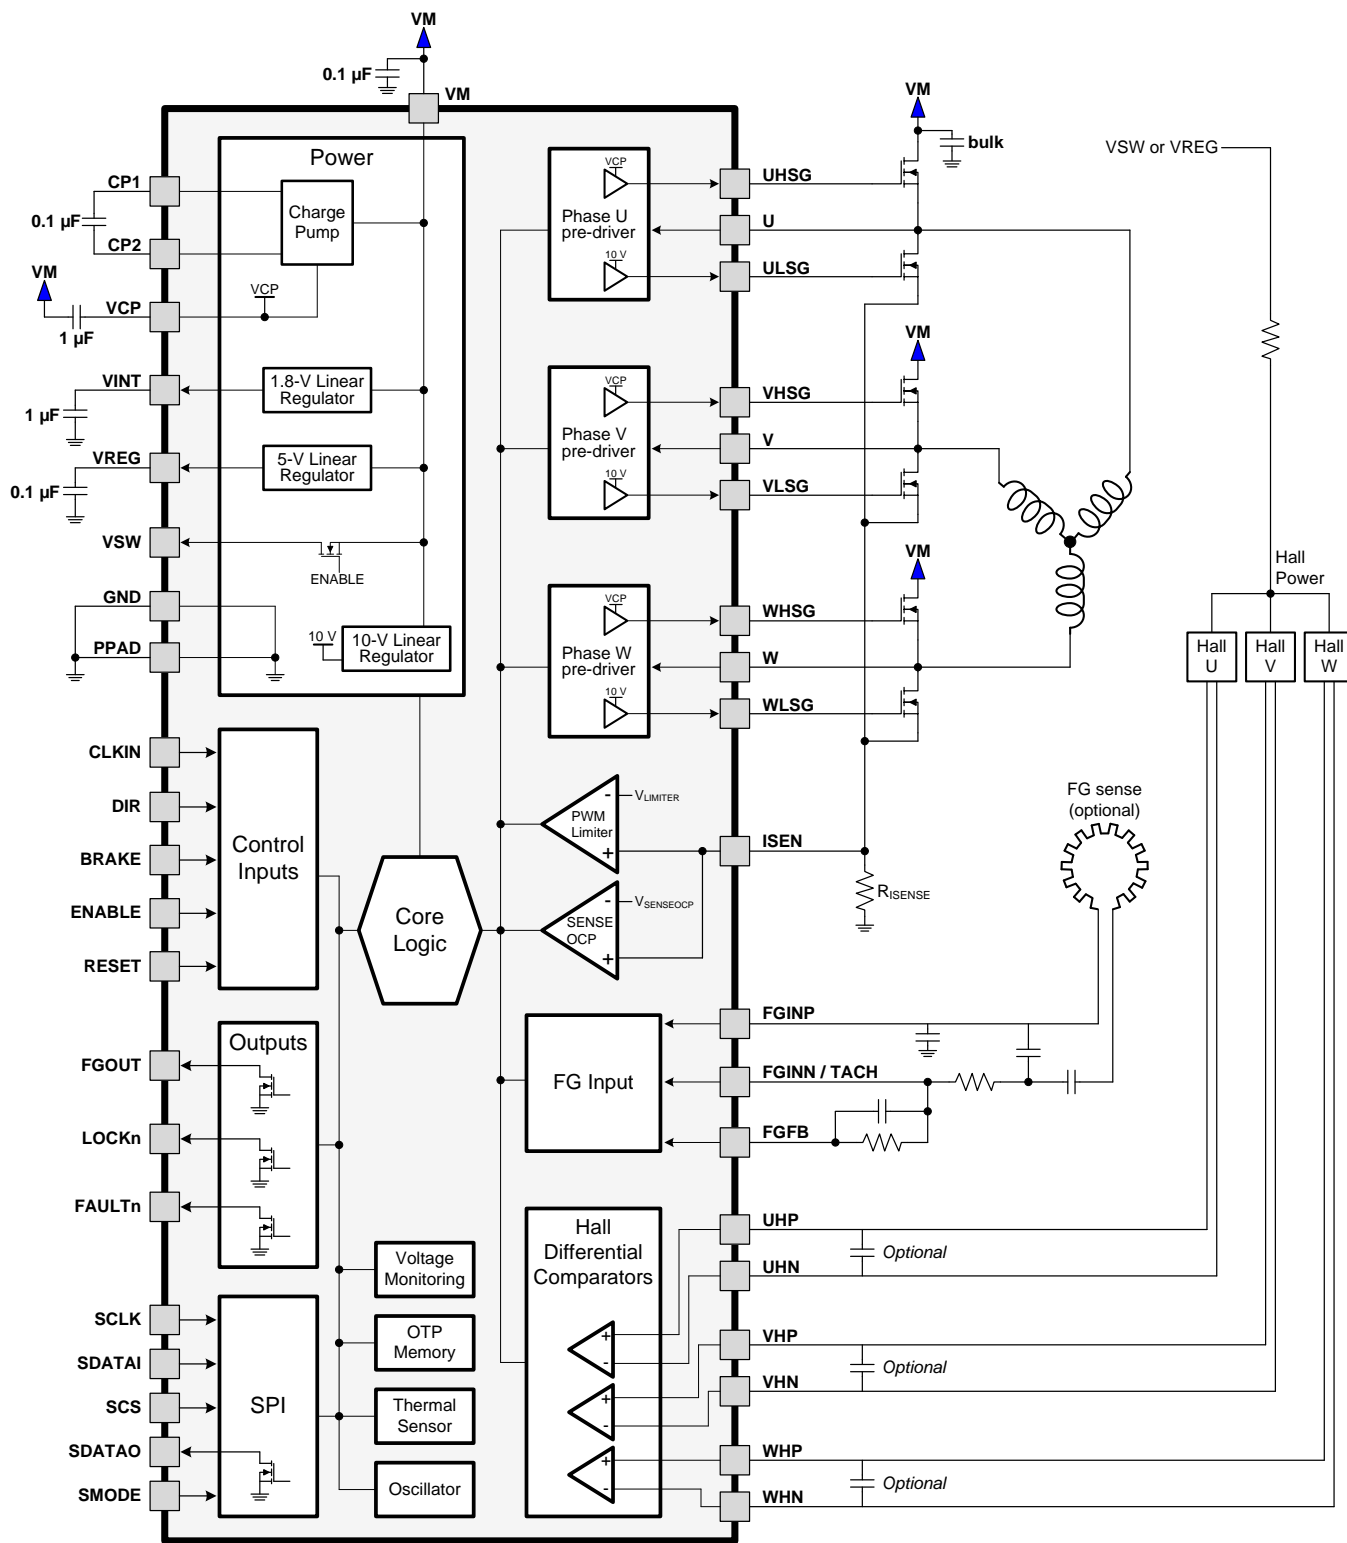 VM
0.1 µF
VM
Power
CP1
0.1 µF
CP2
Charge
Pump
VM
VCP
VCP
1 µF
VINT
1.8-V Linear
Regulator
1 µF
VREG
5-V Linear
Regulator
0.1 µF
VSW
ENABLE
GND
PPAD
10 V
10-V Linear
Regulator
CLKIN
DIR
BRAKE
ENABLE
RESET
Control
Inputs
Core
Logic
Outputs
FGOUT
LOCKn
FAULTn
SCLK
SDATAI
SCS
SDATAO
SMODE
SPI
Voltage
Monitoring
OTP
Memory
Thermal
Sensor
Oscillator
VCP
Phase U
pre-driver
10 V
UHSG
U
ULSG
VM
bulk
VCP
Phase V
pre-driver
10 V
VHSG
V
VLSG
VM
VCP
Phase W
pre-driver
10 V
WHSG
W
WLSG
VM
-
VLIMITER
PWM
Limiter
+
ISEN
-
VSENSEOCP
SENSE
OCP
+
RISENSE
FG Input
FGINP
FGINN / TACH
FGFB
FG sense
(optional)
VSW or VREG
Hall
Power
Hall
U
Hall
V
Hall
W
Hall
Differential
Comparators
+
-
+
-
+
-
UHP
Optional
UHN
VHP
Optional
VHN
WHP
Optional
WHN